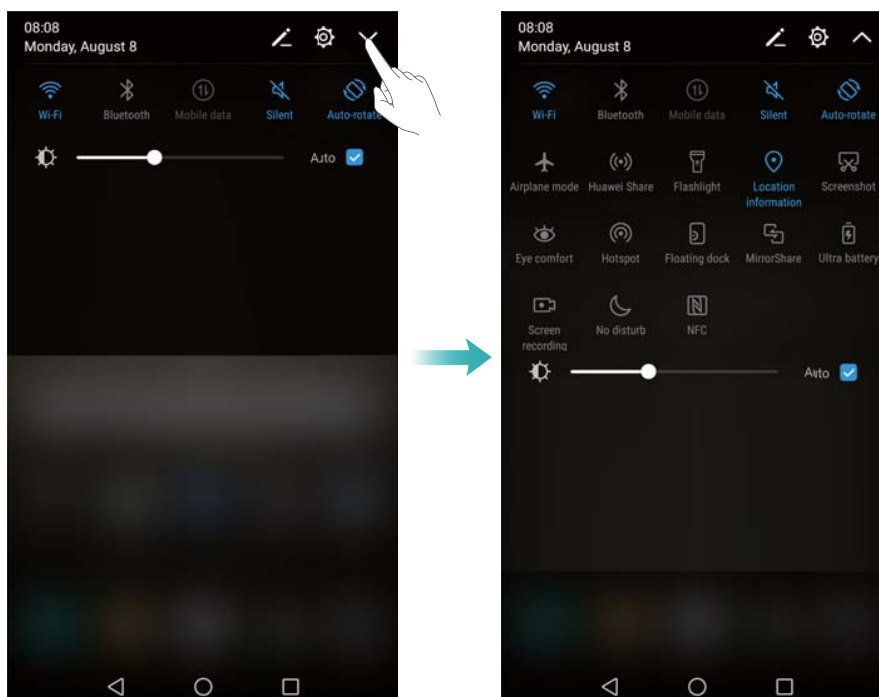 08:08
Monday, August 8
Wi-Fi Bluetooth Mobile data Silent Auto-rotate
Auto
08:08
Monday, August 8
Wi-Fi Bluetooth Mobile data Silent Auto-rotate
Airplane mode Huawei Share Flashlight Location information Screenshot
Eye comfort Hotspot Floating dock MirrorShare Ultra battery
Screen recording No disturb NFC
Auto